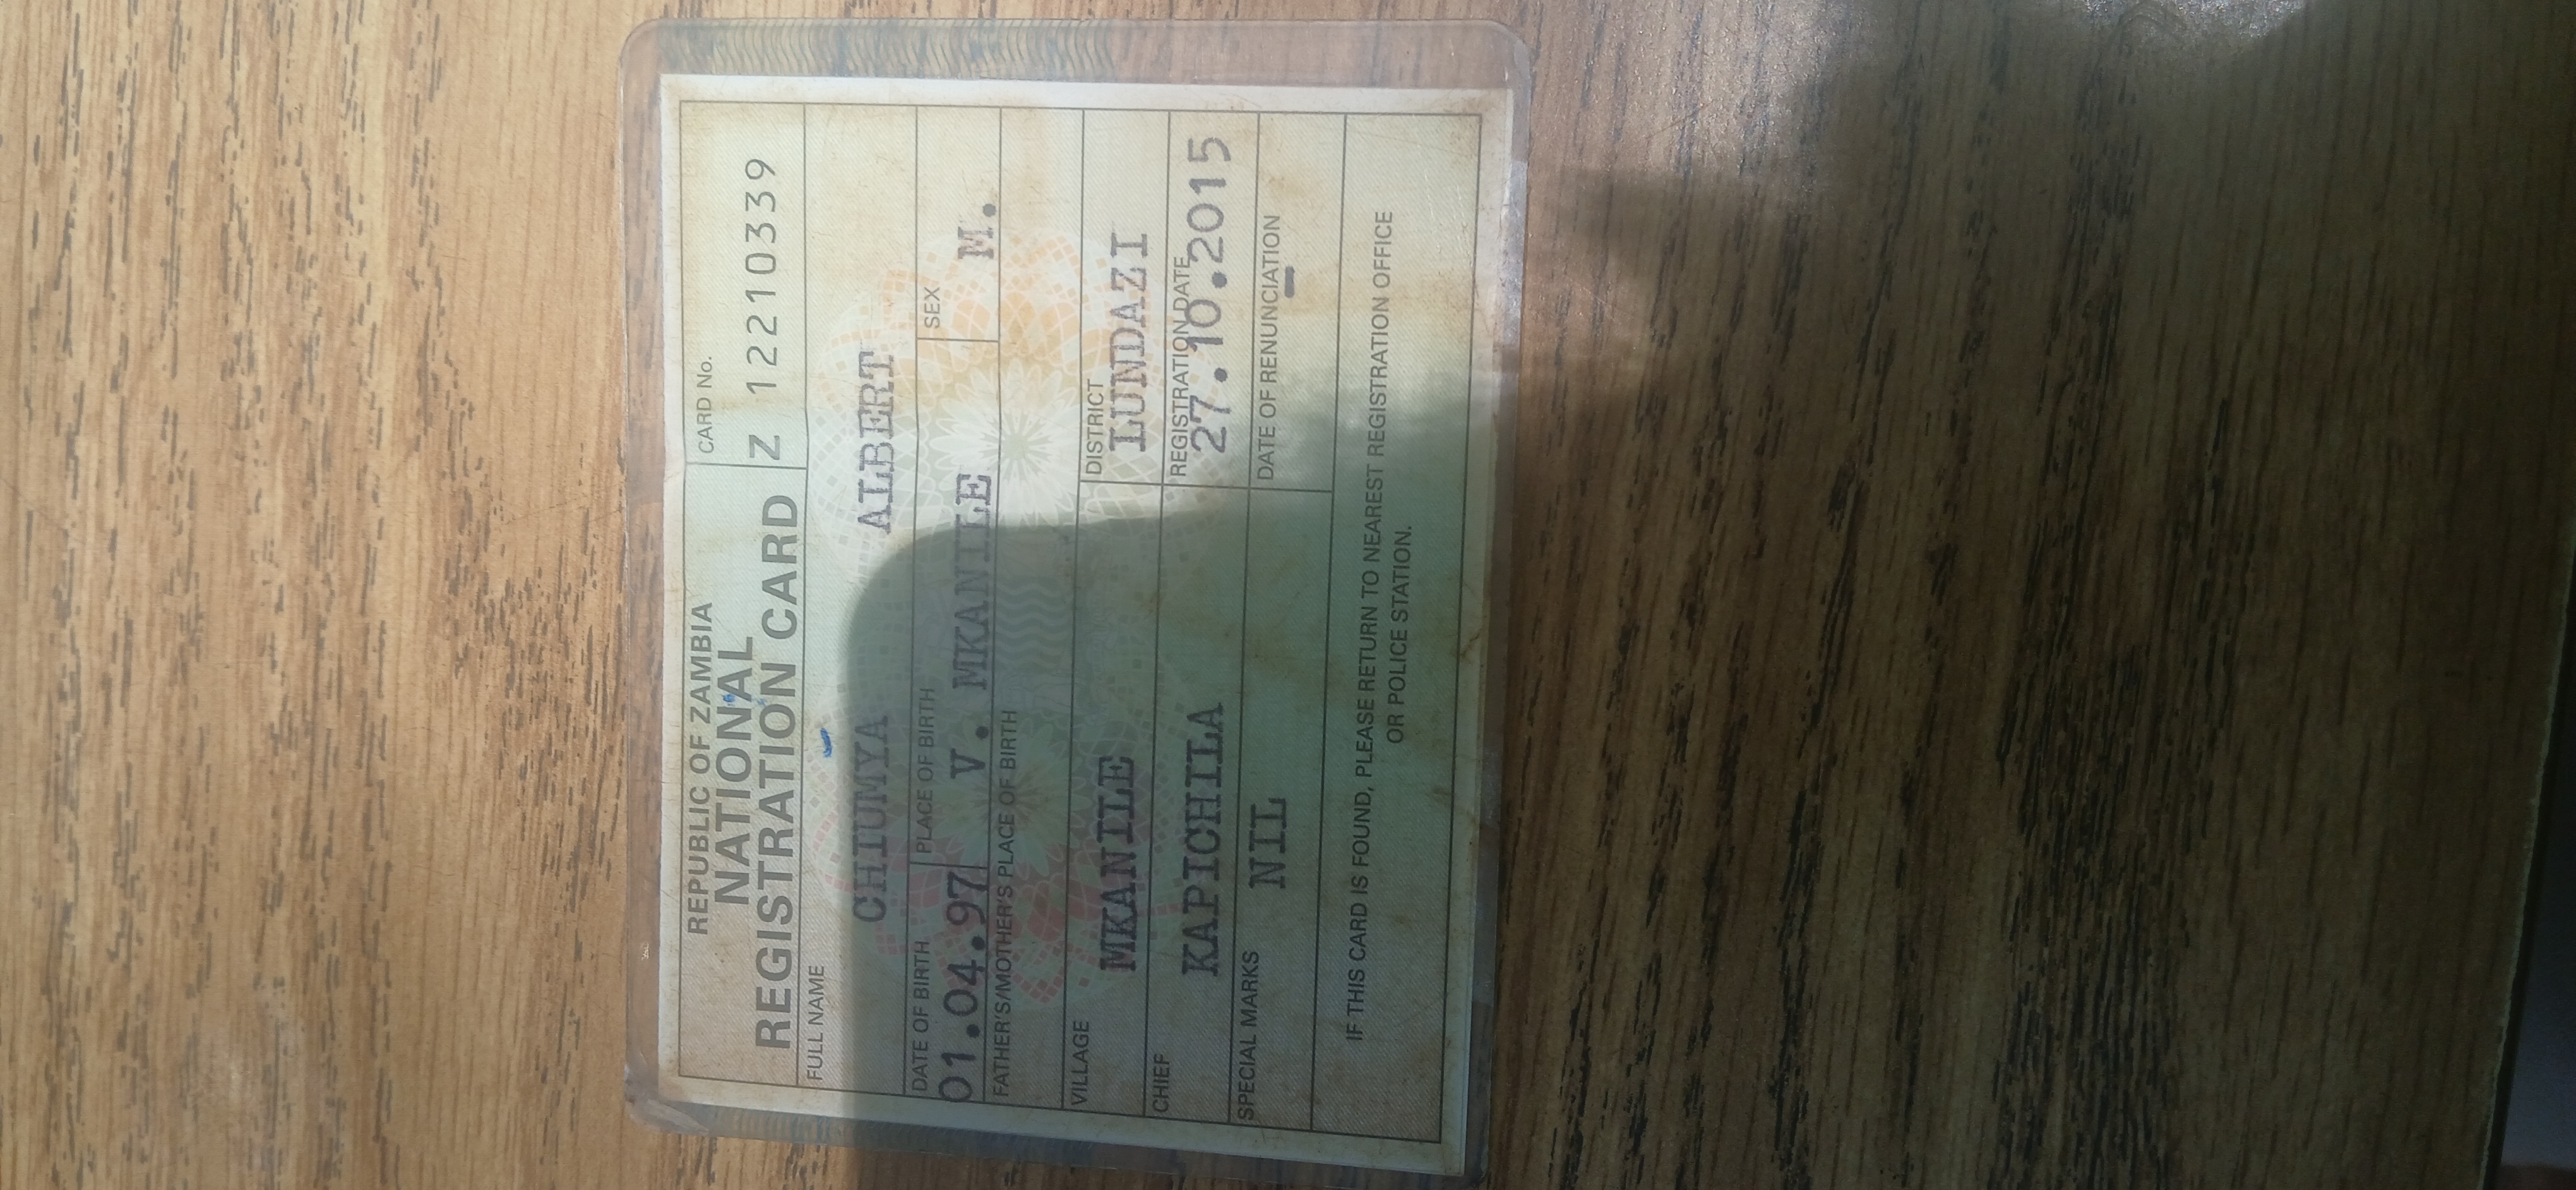 REPUBLIC OF ZAMBIA
NATIONAL
REGISTRATION CARD
CARD No.
Z 1221 0339
FULL NAME
CHIUMYA ALBERT
DATE OF BIRTH PLACE OF BIRTH SEX
01.04.97 V. MKANILE M.
FATHER'S/MOTHER'S PLACE OF BIRTH
VILLAGE DISTRICT
MKANILE LUNDAZI
CHIEF REGISTRATION DATE
KAPICHILA 27.10.2015
SPECIAL MARKS DATE OF RENUNCIATION
NIL -
IF THIS CARD IS FOUND, PLEASE RETURN TO NEAREST REGISTRATION OFFICE
OR POLICE STATION.